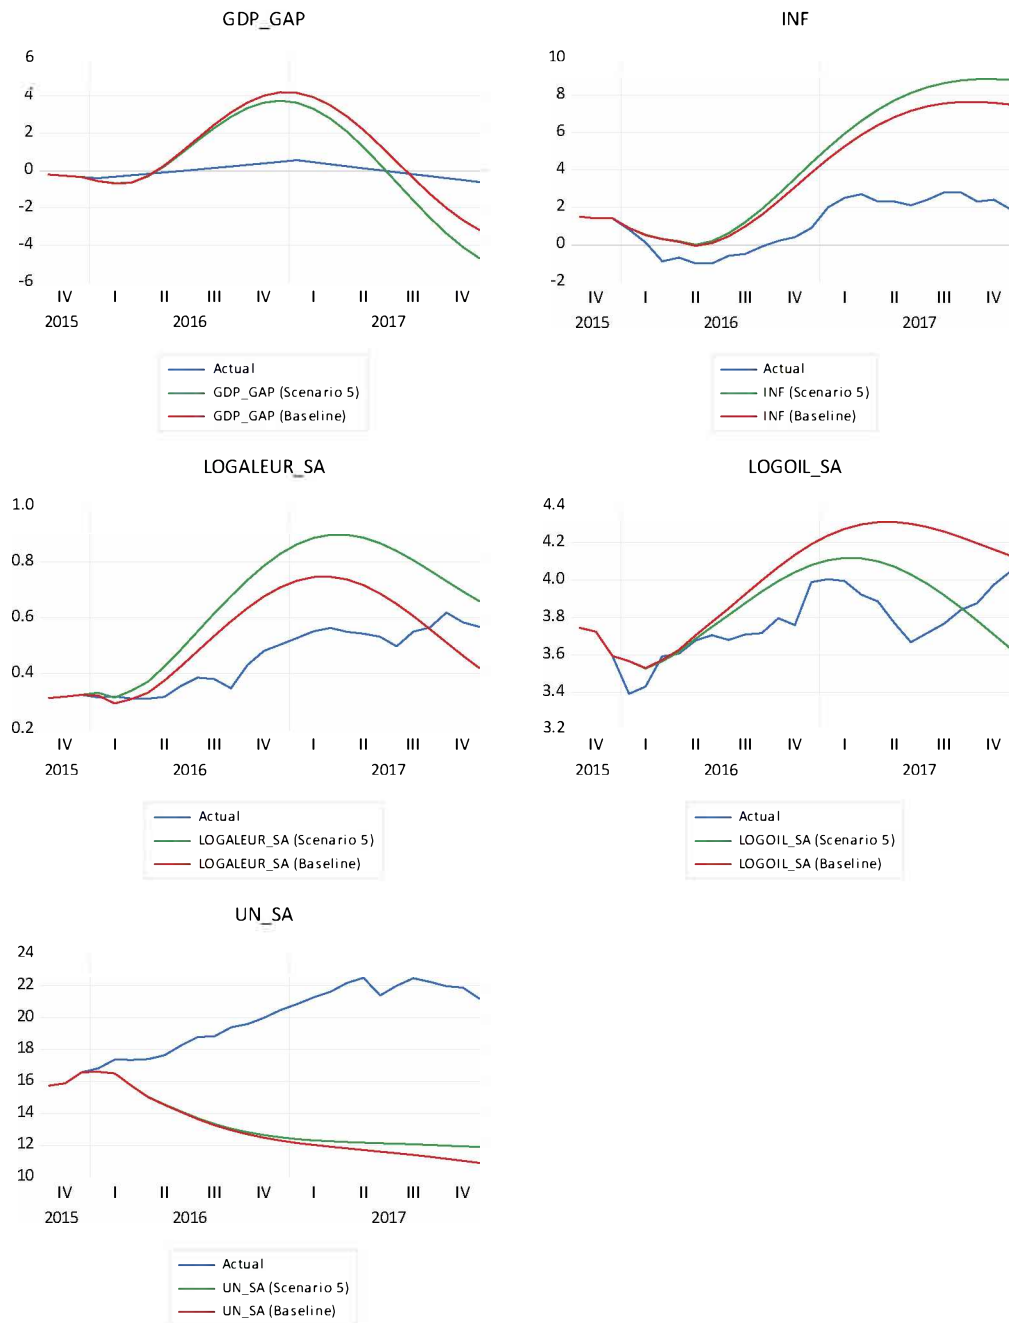 GDP_GAP
6
4
2
0
-2
-4
-6
IV I II III IV I II III IV
2015 2016 2017
Actual
GDP_GAP (Scenario 5)
GDP_GAP (Baseline)
INF
10
8
6
4
2
0
-2
IV I II III IV I II III IV
2015 2016 2017
Actual
INF (Scenario 5)
INF (Baseline)
LOGALEUR_SA
1.0
0.8
0.6
0.4
0.2
IV I II III IV I II III IV
2015 2016 2017
Actual
LOGALEUR_SA (Scenario 5)
LOGALEUR_SA (Baseline)
LOGOIL_SA
4.4
4.2
4.0
3.8
3.6
3.4
3.2
IV I II III IV I II III IV
2015 2016 2017
Actual
LOGOIL_SA (Scenario 5)
LOGOIL_SA (Baseline)
UN_SA
24
22
20
18
16
14
12
10
IV I II III IV I II III IV
2015 2016 2017
Actual
UN_SA (Scenario 5)
UN_SA (Baseline)